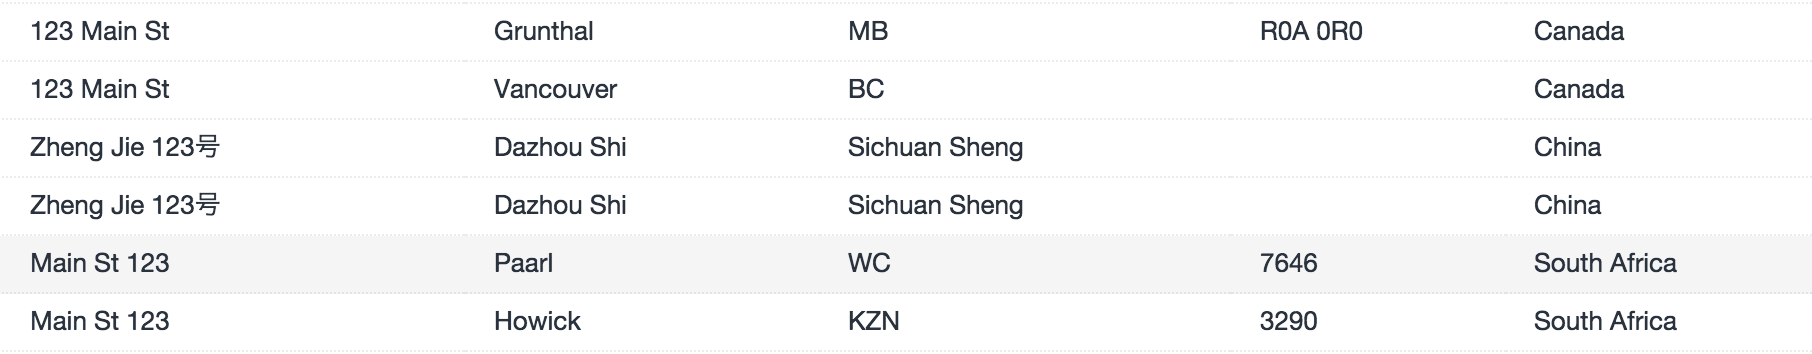 123 Main St Grunthal MB R0A 0R0 Canada
123 Main St Vancouver BC Canada
Zheng Jie 123号 Dazhou Shi Sichuan Sheng China
Zheng Jie 123号 Dazhou Shi Sichuan Sheng China
Main St 123 Paarl WC 7646 South Africa
Main St 123 Howick KZN 3290 South Africa